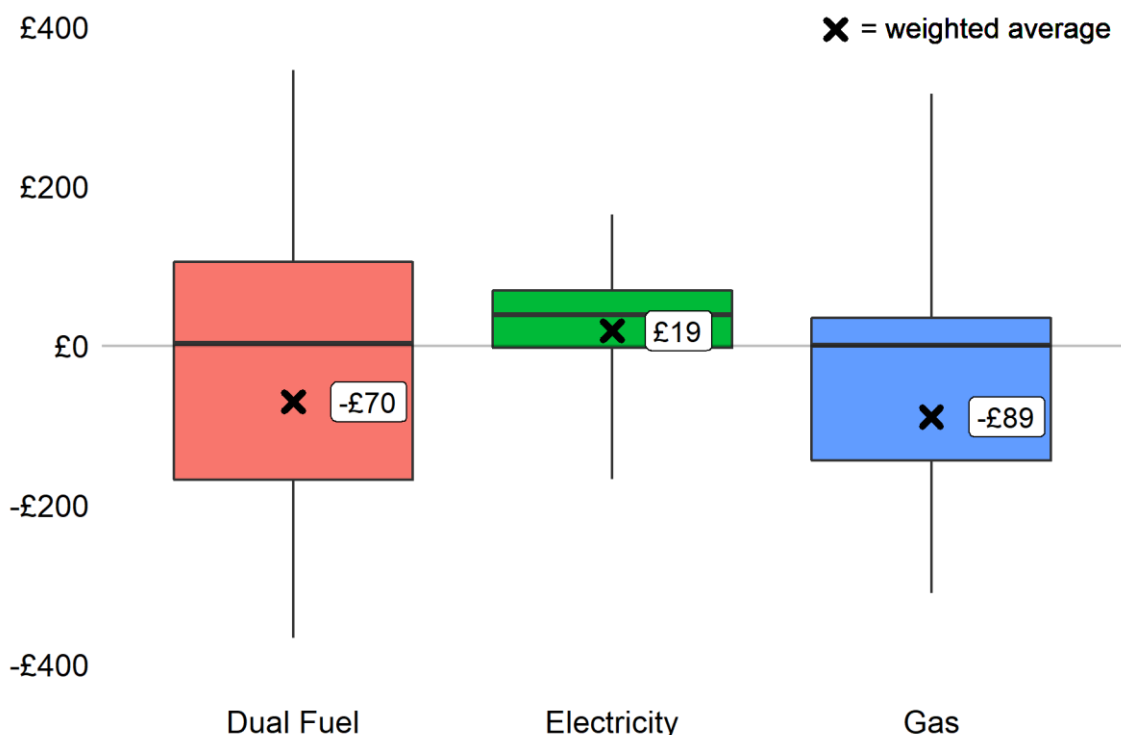 £400
✖ = weighted average
£200
£0
£19
-£70
-£89
-£200
-£400
Dual Fuel
Electricity
Gas